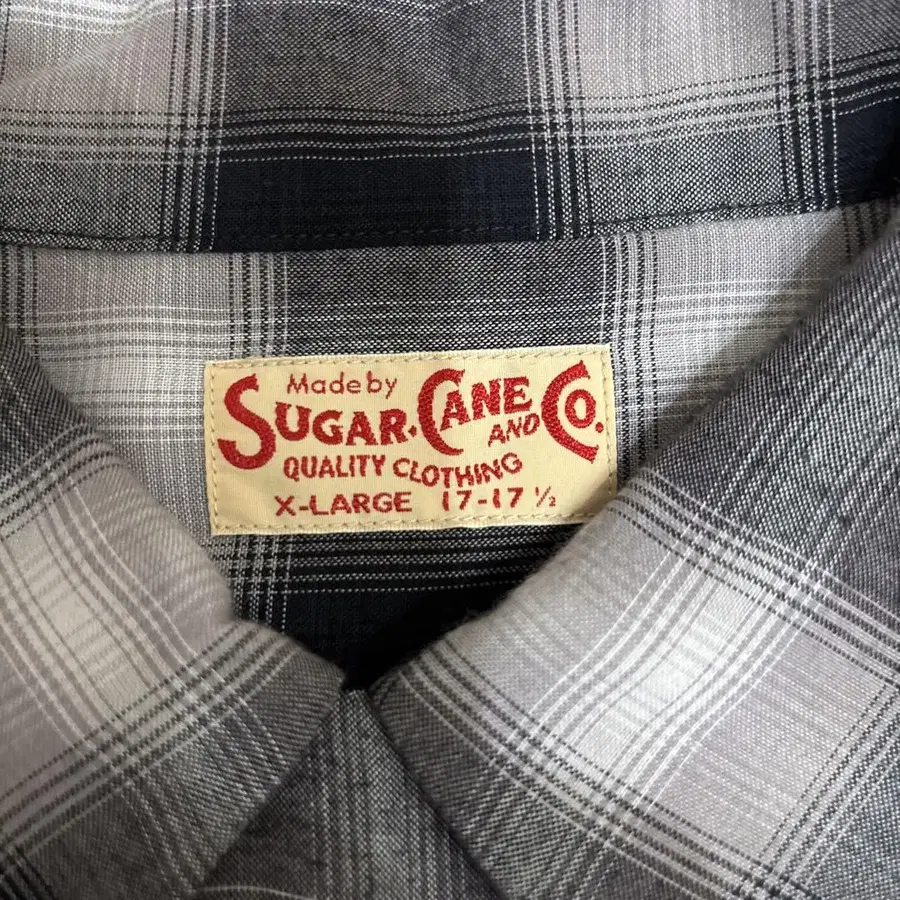 Made by
SUGAR CANE AND CO.
QUALITY CLOTHING
X-LARGE 17-17 ½